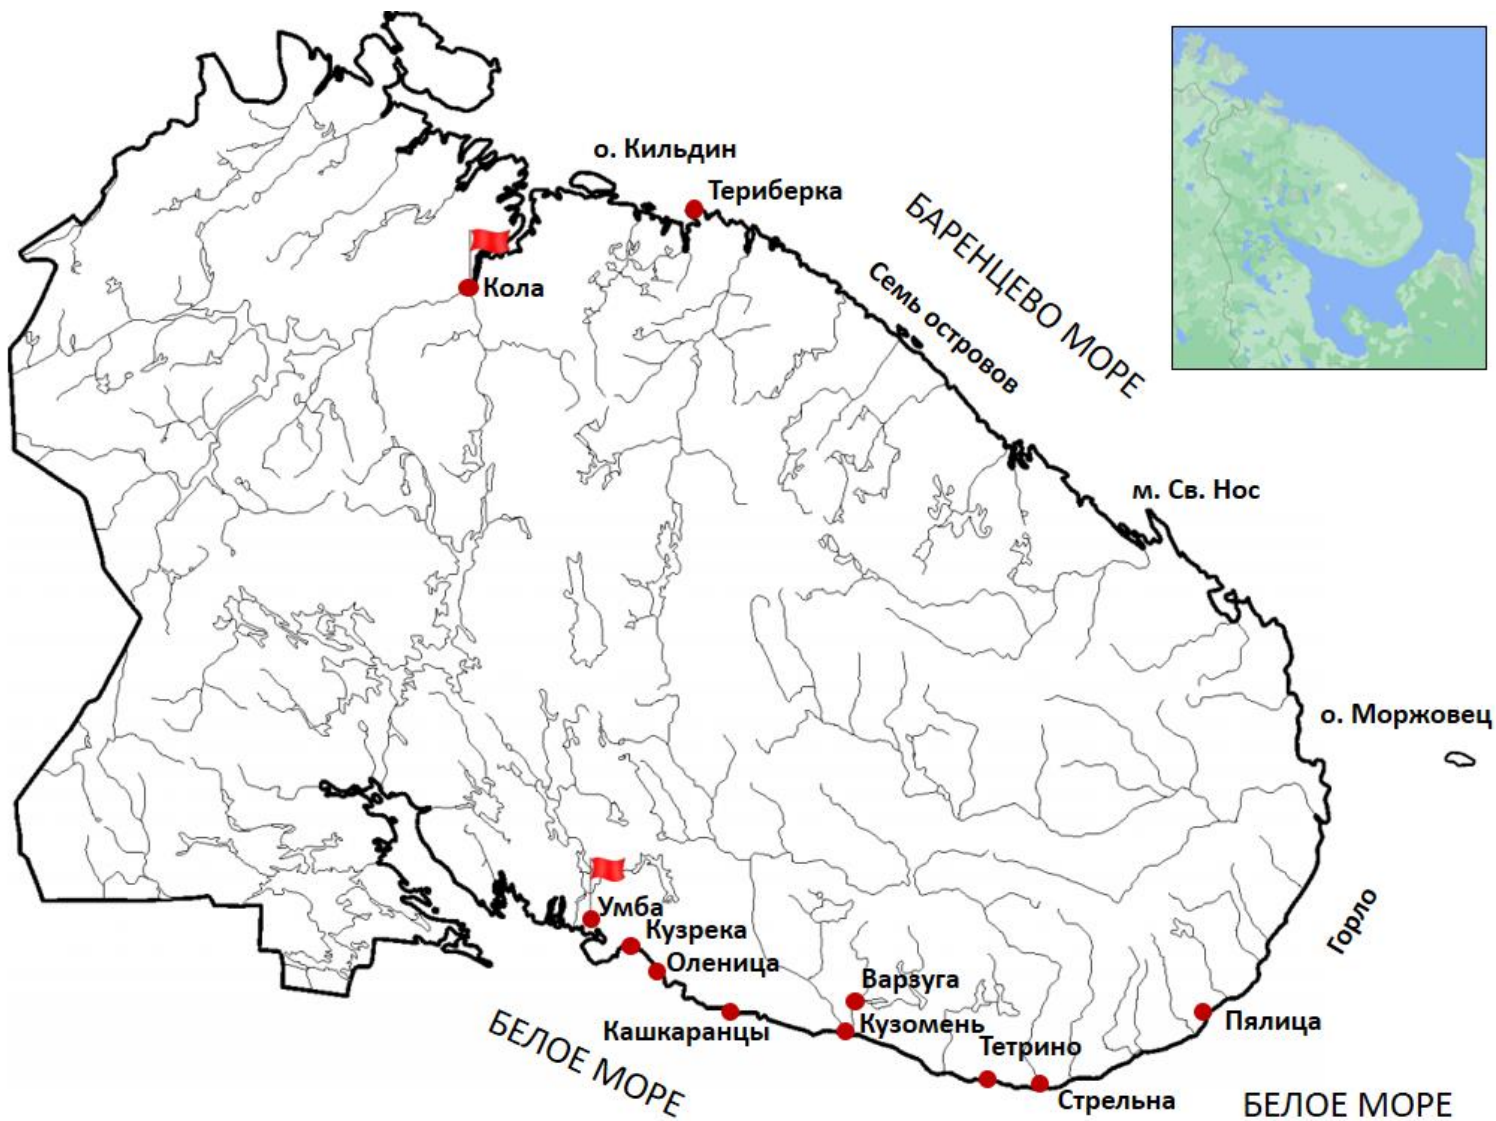 о. Кильдин
Териберка
БАРЕНЦЕВО МОРЕ
Кола
Семь островов
м. Св. Нос
о. Моржовец
Умба
Кузрека
Оленица
Горло
Варзуга
Кашкаранцы
Кузомень
Пялица
БЕЛОЕ МОРЕ
Тетрино
Стрельна
БЕЛОЕ МОРЕ